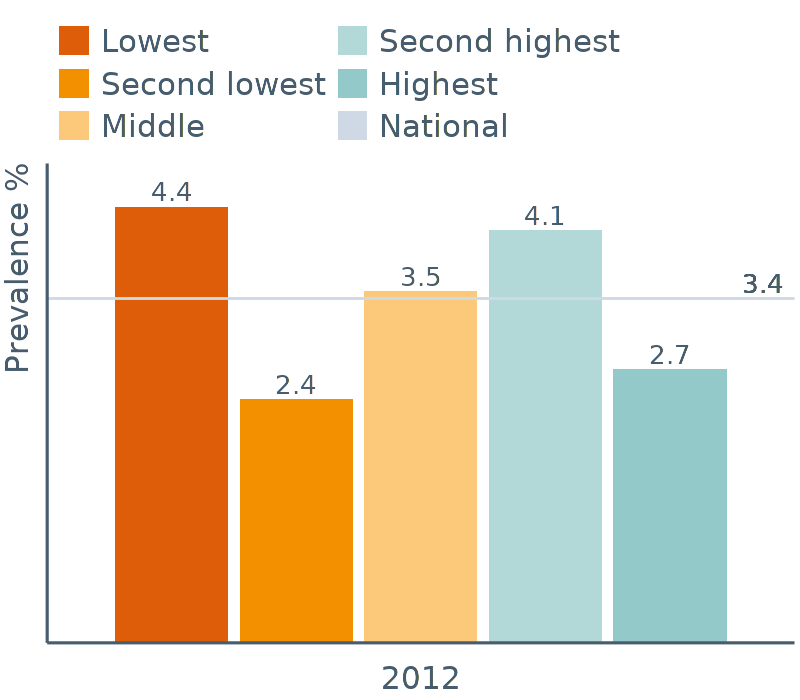 Lowest
Second lowest
Middle
Second highest
Highest
National
Prevalence %
4.4
2.4
3.5
4.1
2.7
3.4
2012